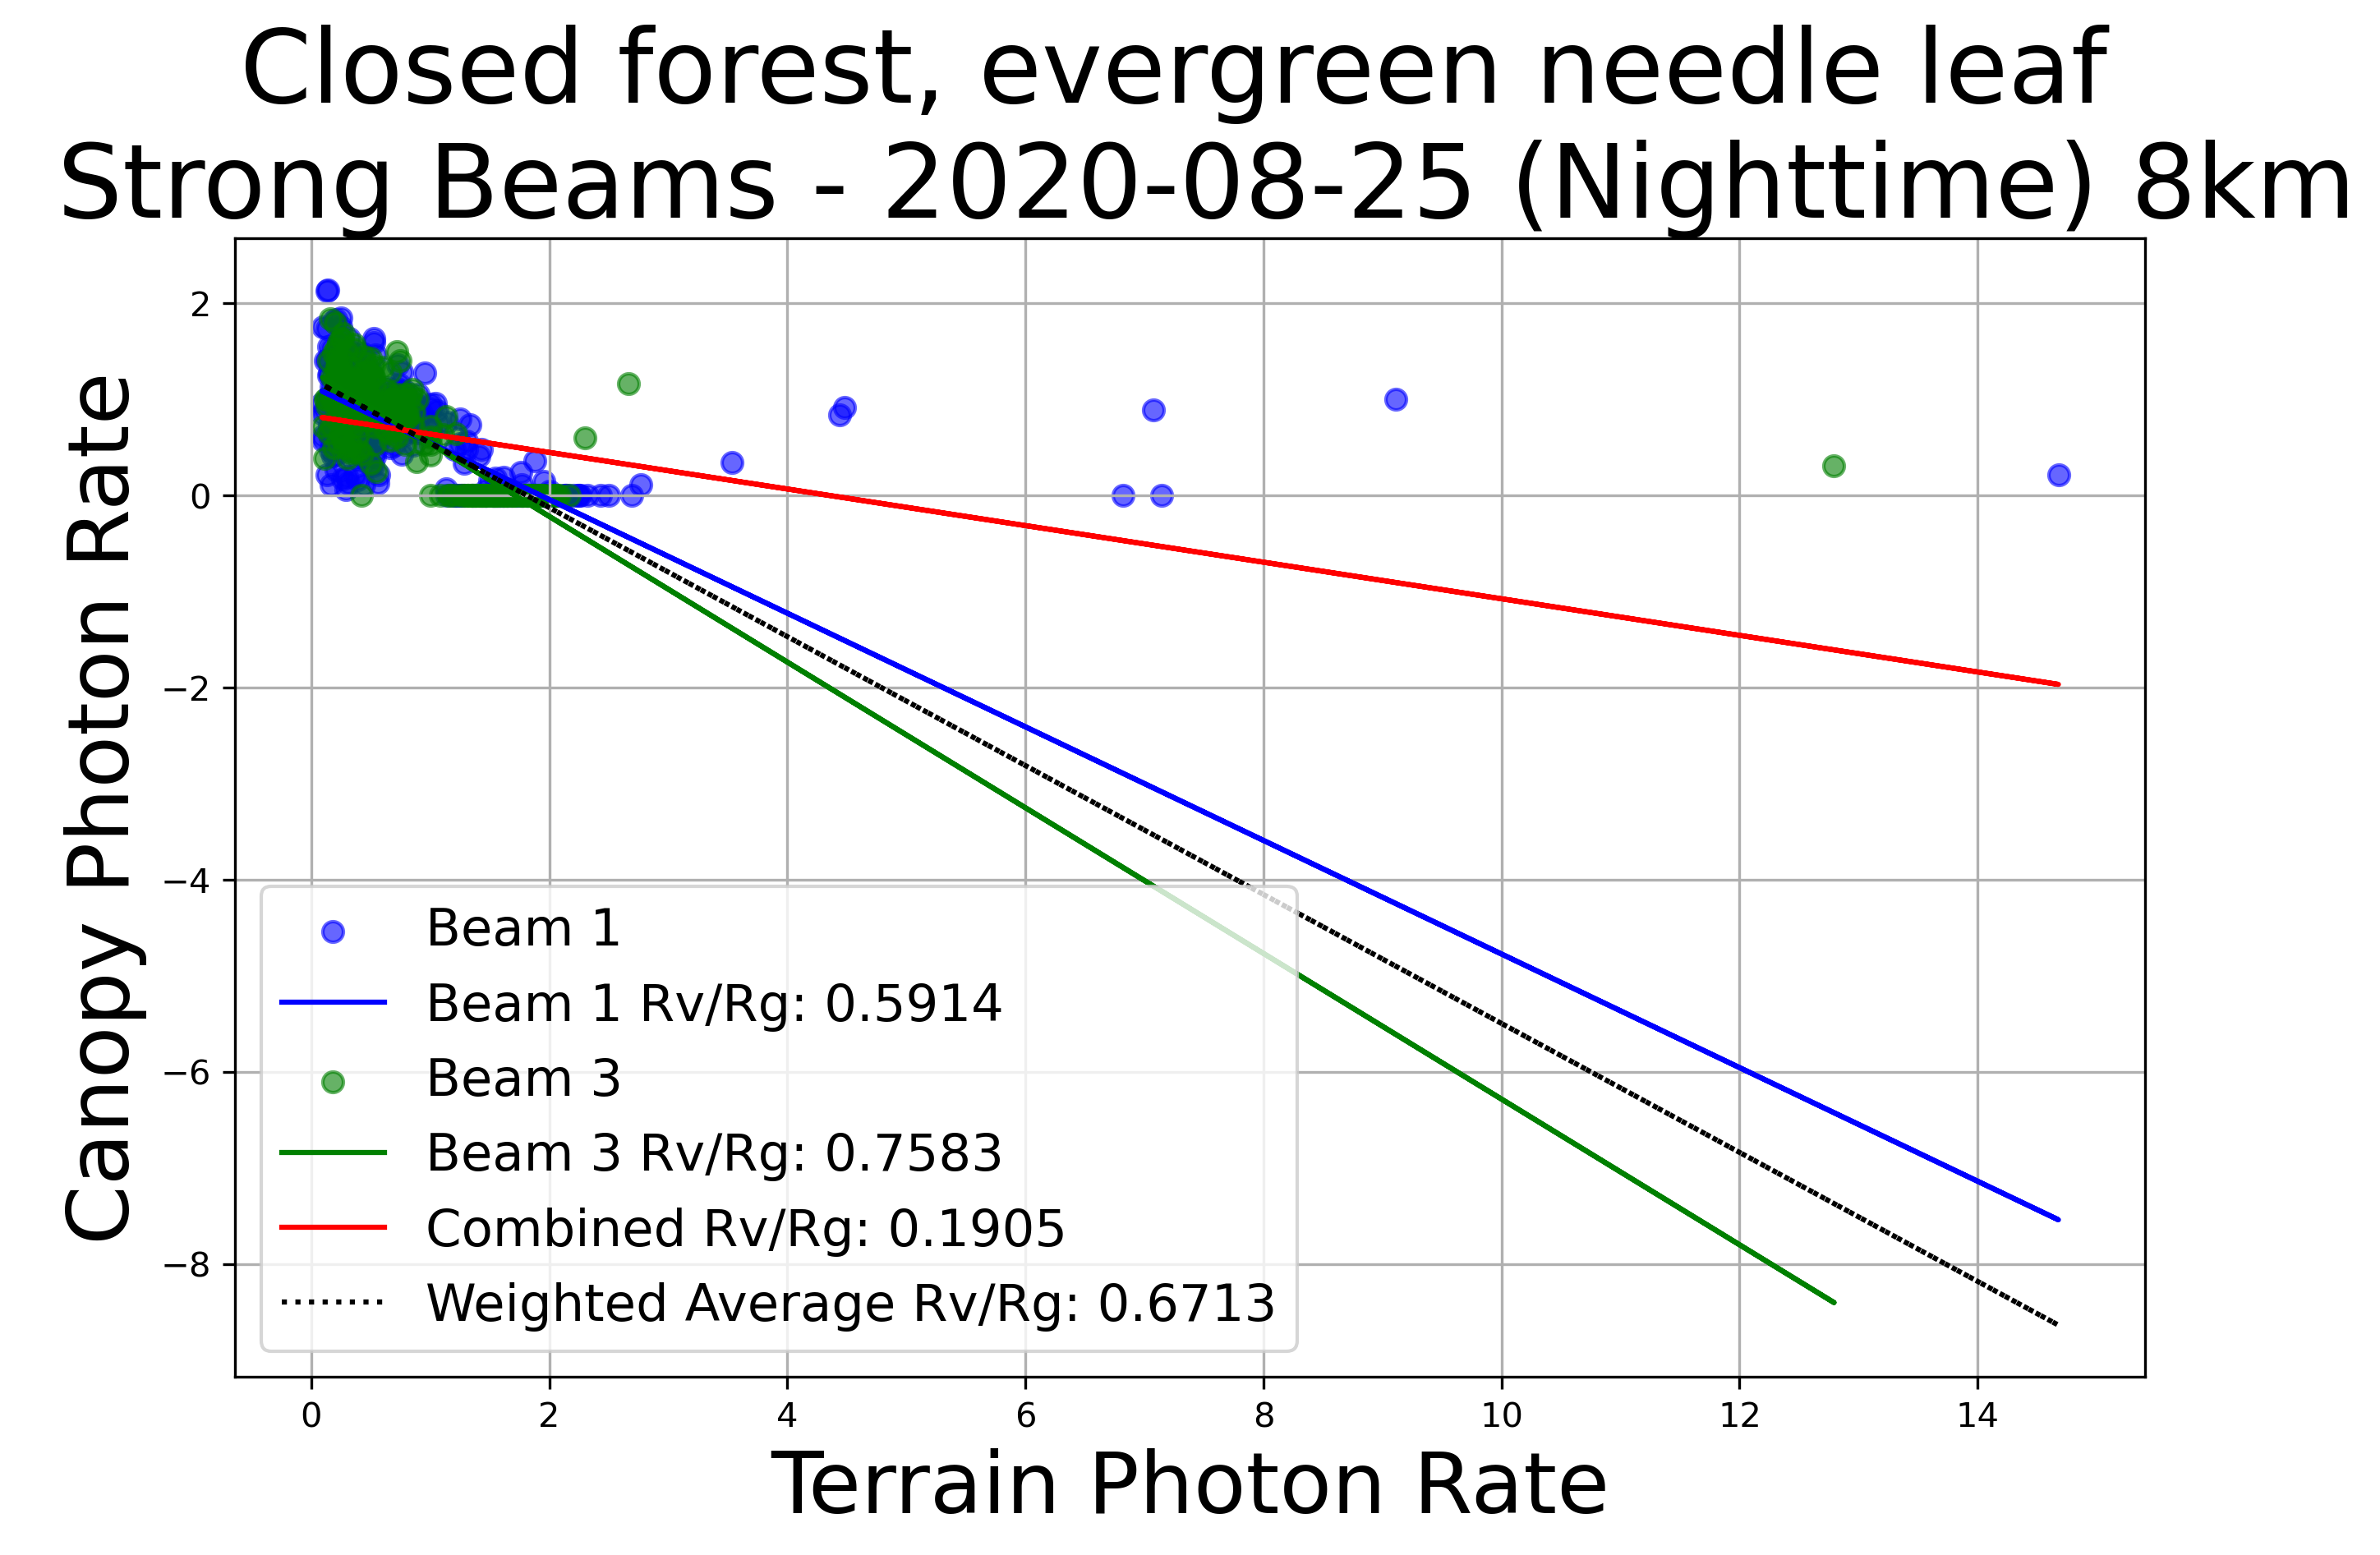 Closed forest, evergreen needle leaf
Strong Beams - 2020-08-25 (Nighttime) 8km
Canopy Photon Rate
2
0
−2
−4
−6
−8
Beam 1
Beam 1 Rv/Rg: 0.5914
Beam 3
Beam 3 Rv/Rg: 0.7583
Combined Rv/Rg: 0.1905
Weighted Average Rv/Rg: 0.6713
0 2 4 6 8 10 12 14
Terrain Photon Rate